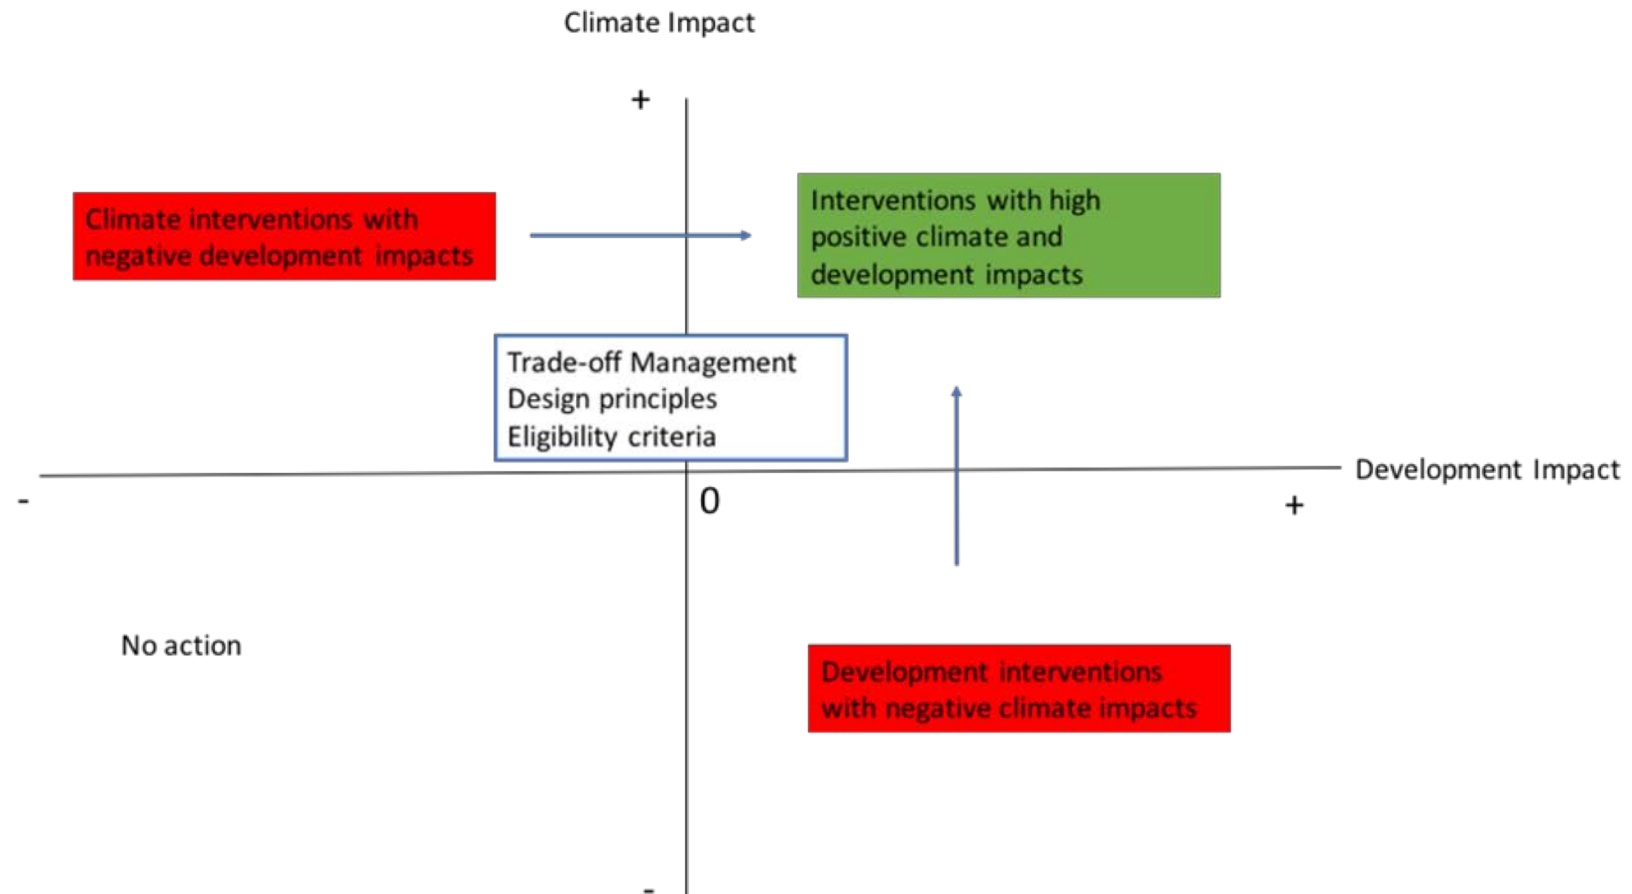 Climate Impact
+
Climate interventions with
negative development impacts
Interventions with high
positive climate and
development impacts
Trade-off Management
Design principles
Eligibility criteria
Development Impact
-
0
+
No action
Development interventions
with negative climate impacts
-